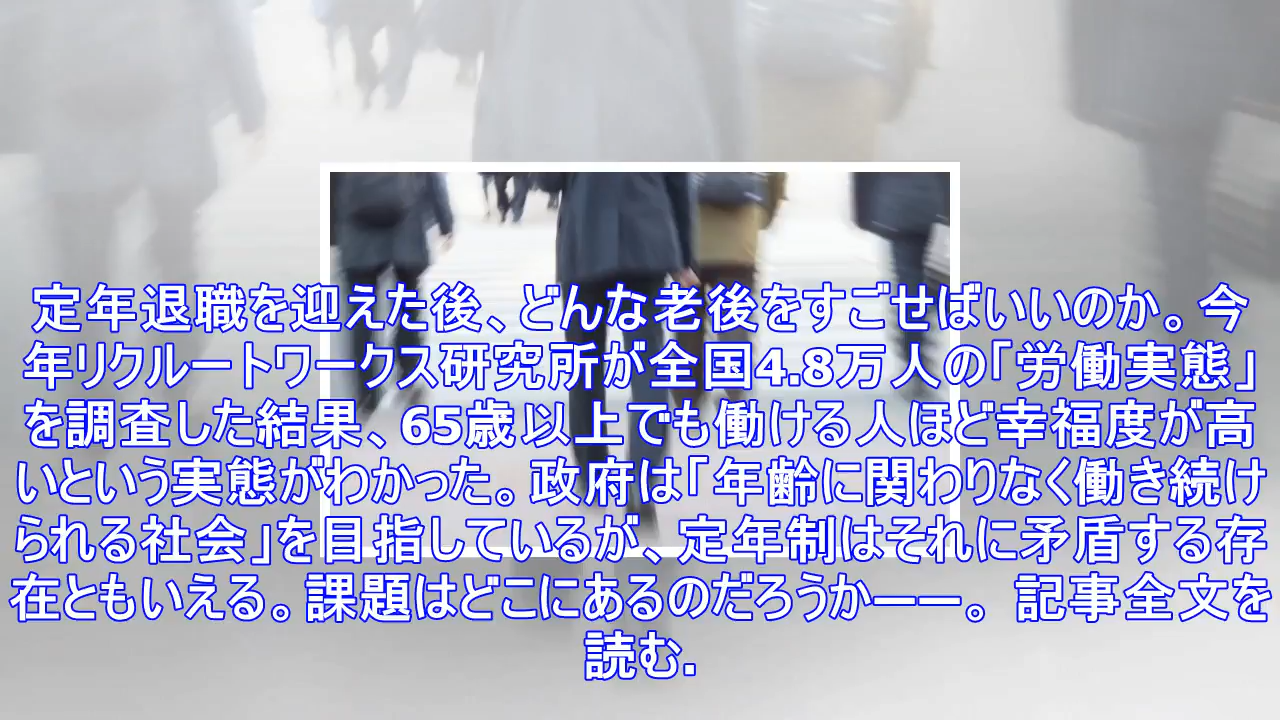 定年退職を迎えた後、どんな老後をすごせばいいのか。今
年リクルートワークス研究所が全国4.8万人の「労働実態」
を調査した結果、65歳以上でも働ける人ほど幸福度が高
いという実態がわかった。政府は「年齢に関わりなく働き続け
られる社会」を目指しているが、定年制はそれに矛盾する存
在ともいえる。課題はどこにあるのだろうか――。 記事全文を
読む.